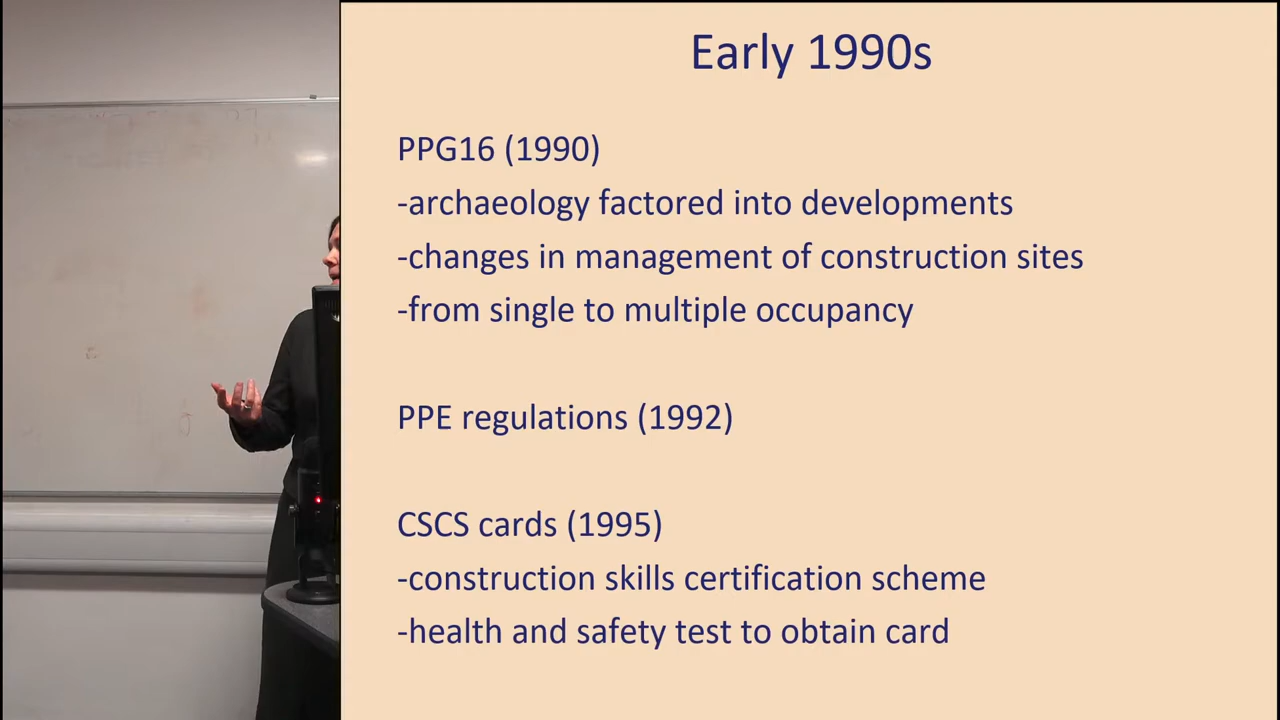 Early 1990s
PPG16 (1990)
-archaeology factored into developments
-changes in management of construction sites
-from single to multiple occupancy
PPE regulations (1992)
CSCS cards (1995)
-construction skills certification scheme
-health and safety test to obtain card